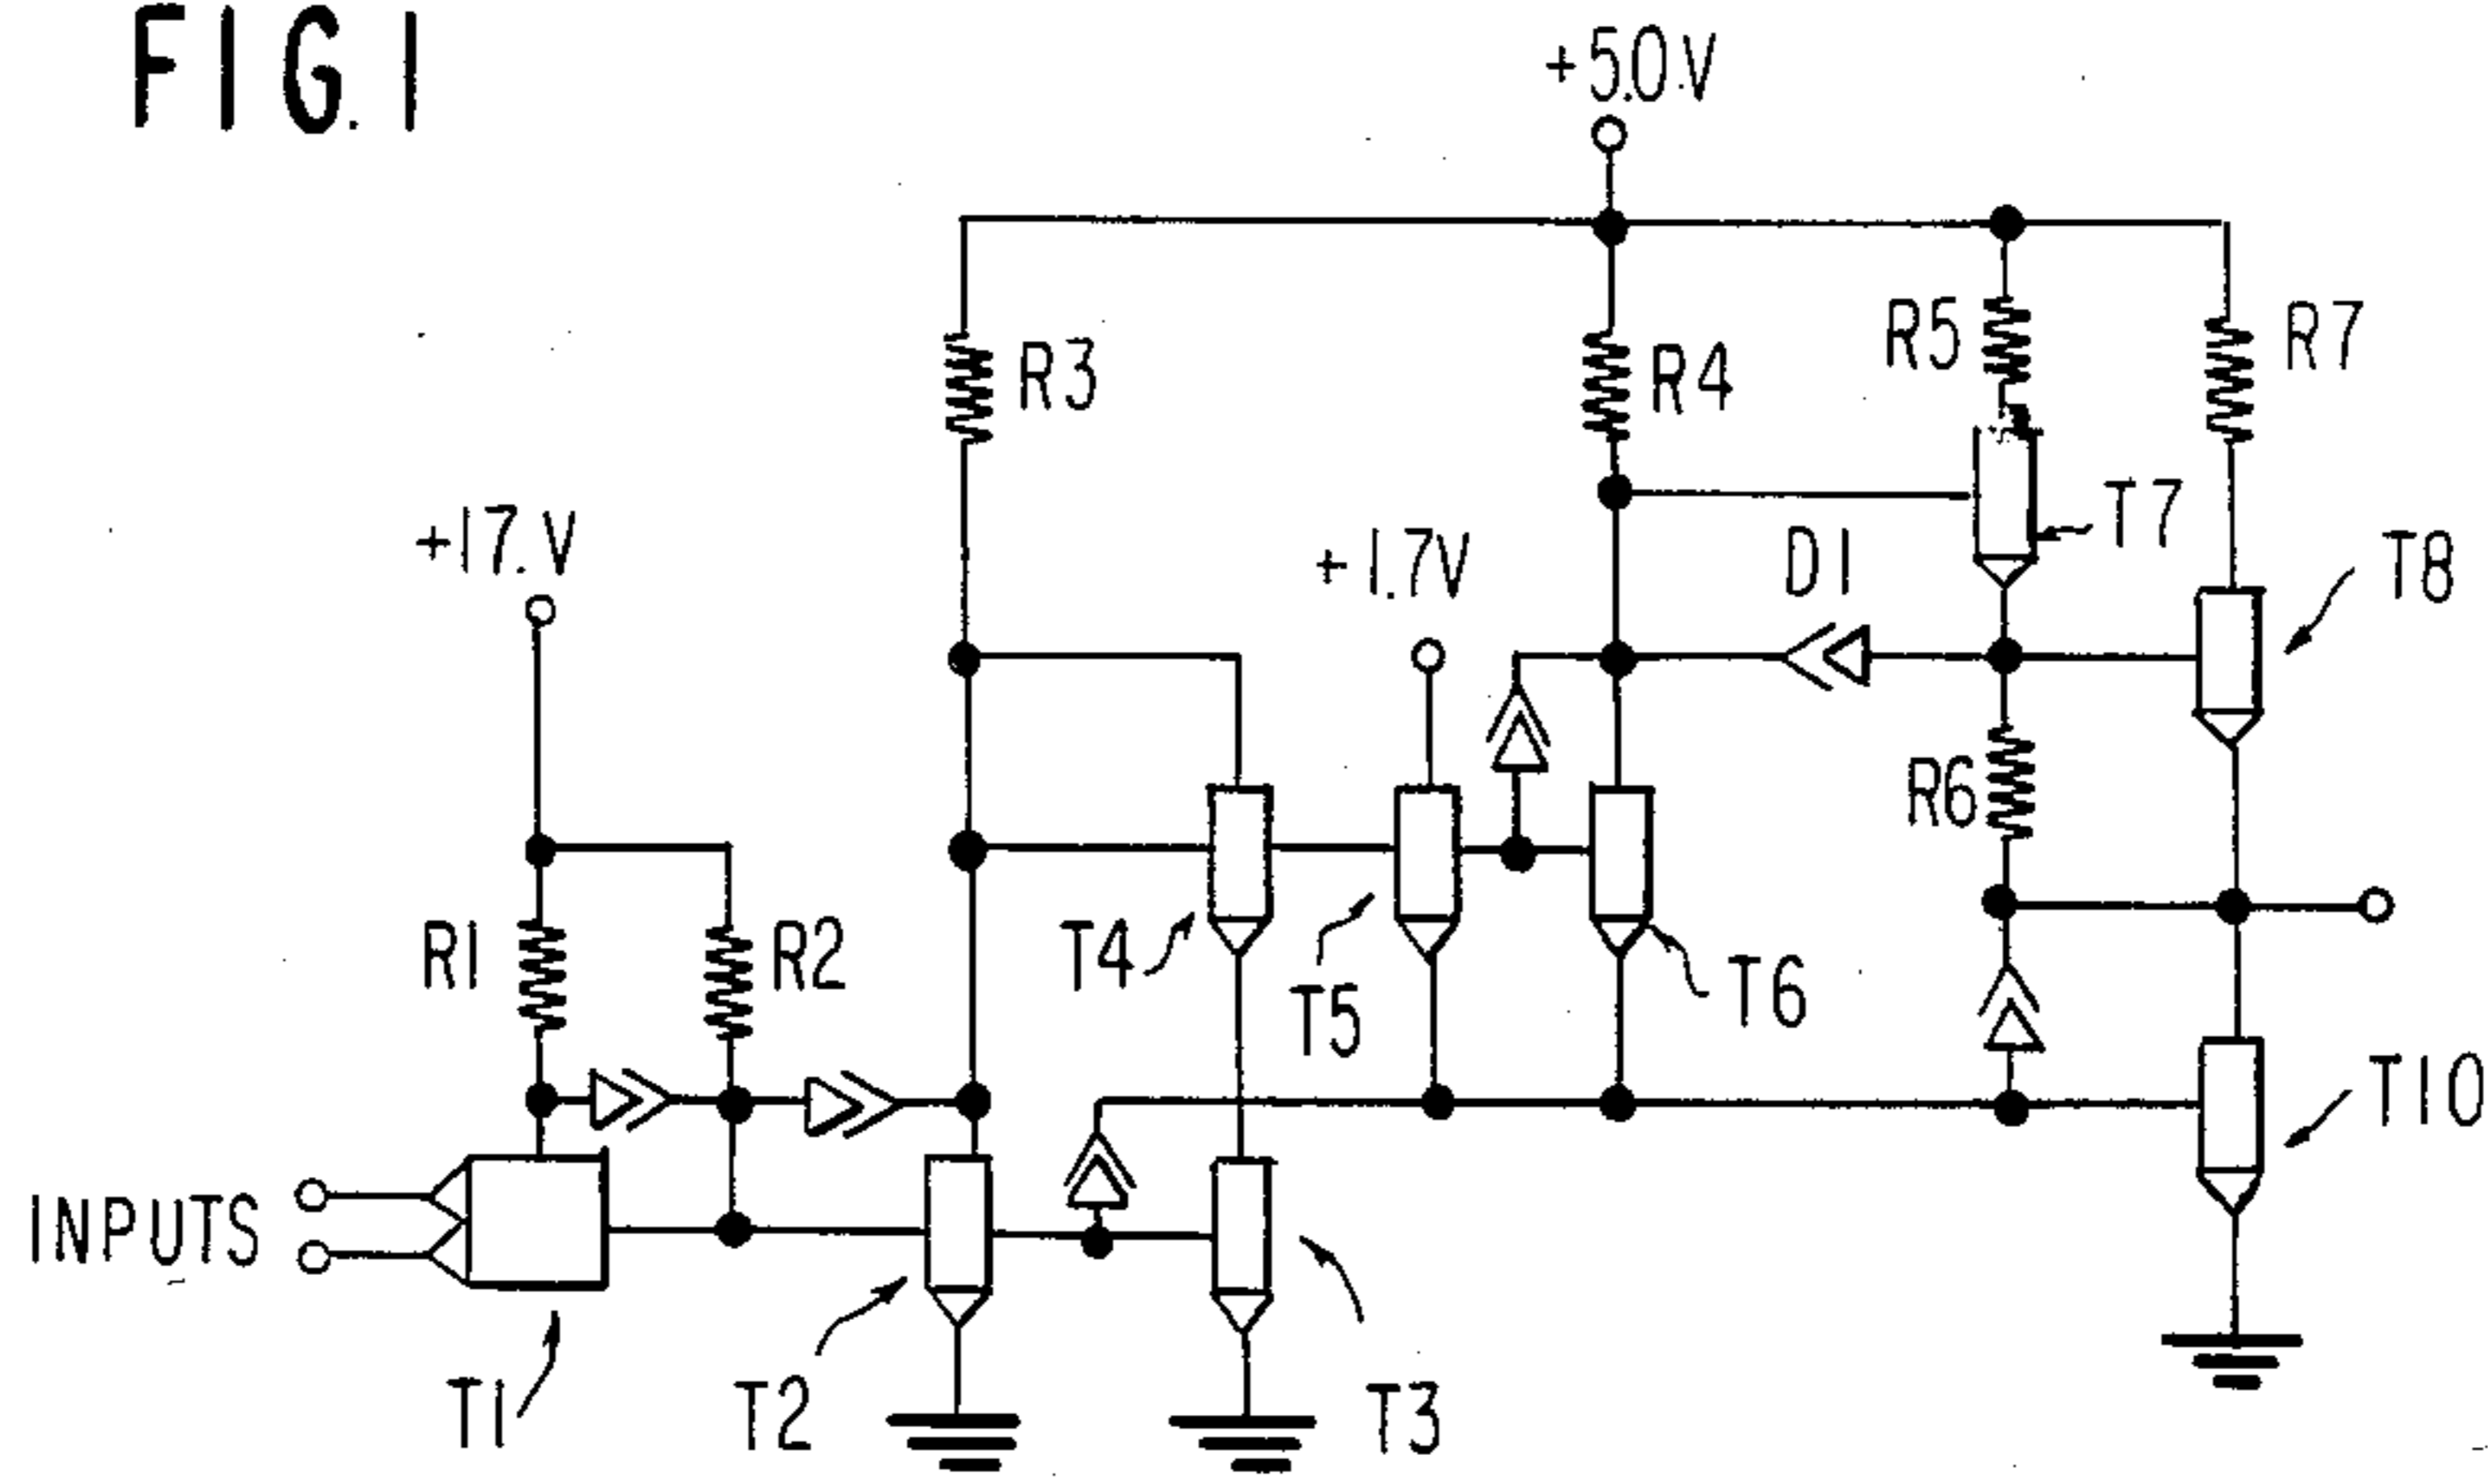 FIG. 1
+5.0V
R3
R4
R5
R7
+17.V
+1.7V
D1
T7
T8
R6
R1
R2
T4
T5
T6
T10
INPUTS
T1
T2
T3